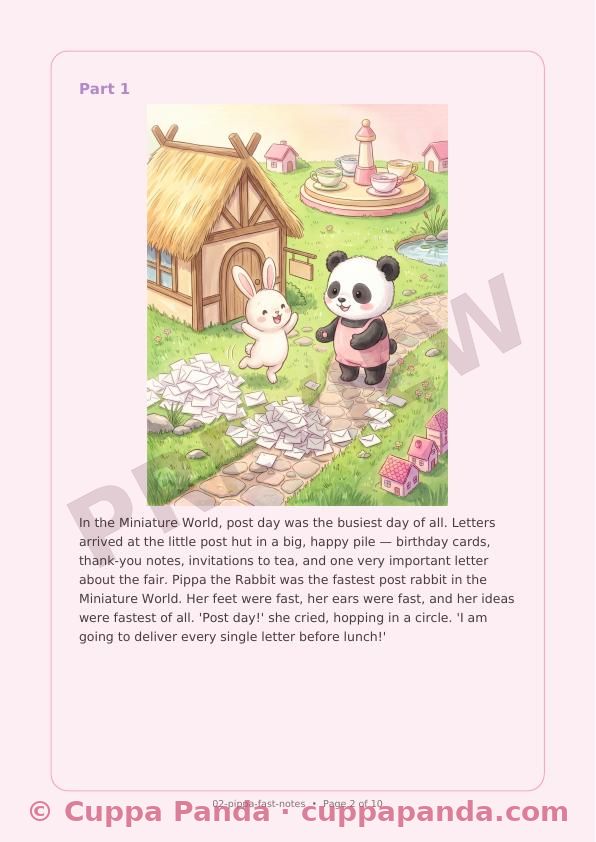 Part 1
PREVIEW
In the Miniature World, post day was the busiest day of all. Letters
arrived at the little post hut in a big, happy pile — birthday cards,
thank-you notes, invitations to tea, and one very important letter
about the fair. Pippa the Rabbit was the fastest post rabbit in the
Miniature World. Her feet were fast, her ears were fast, and her ideas
were fastest of all. 'Post day!' she cried, hopping in a circle. 'I am
going to deliver every single letter before lunch!'
02-pippa-fast-notes • Page 2 of 10
© Cuppa Panda · cuppapanda.com